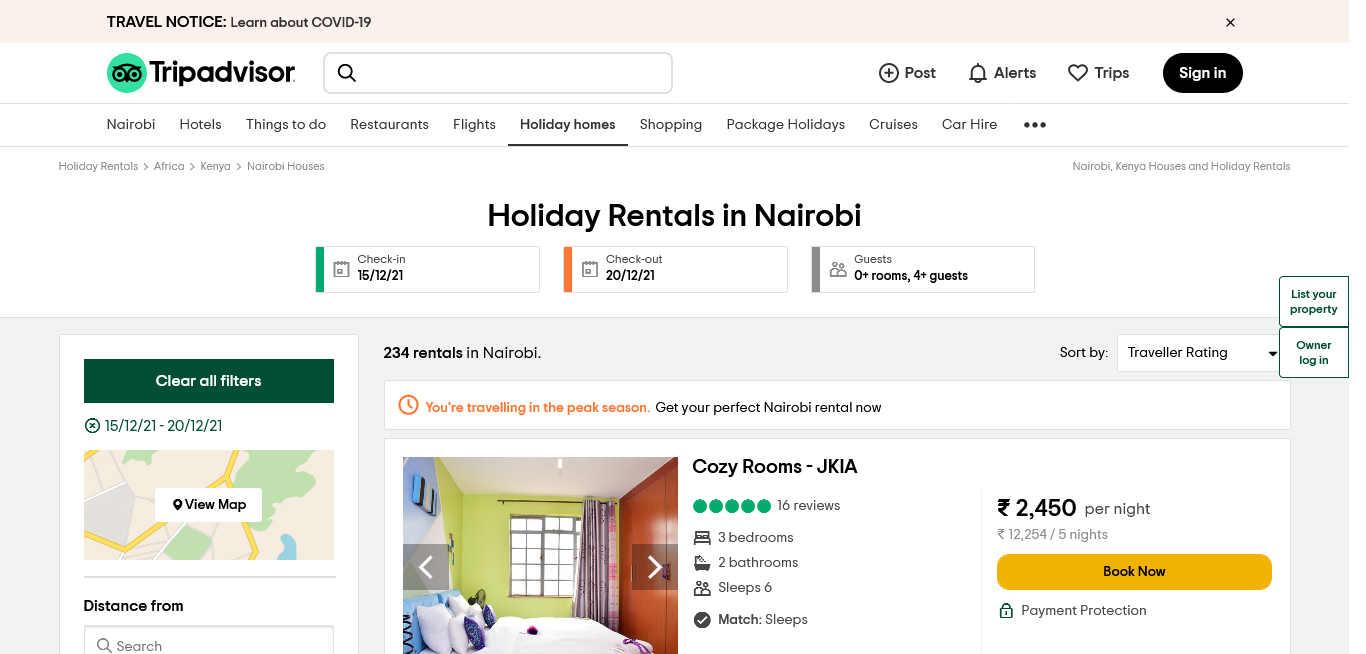 TRAVEL NOTICE: Learn about COVID-19
Tripadvisor
Post
Alerts
Trips
Sign in
Nairobi
Hotels
Things to do
Restaurants
Flights
Holiday homes
Shopping
Package Holidays
Cruises
Car Hire
Holiday Rentals > Africa > Kenya > Nairobi Houses
Nairobi, Kenya Houses and Holiday Rentals
Holiday Rentals in Nairobi
Check-in
15/12/21
Check-out
20/12/21
Guests
0+ rooms, 4+ guests
List your
property
Owner
log in
Clear all filters
15/12/21 - 20/12/21
View Map
Distance from
Search
234 rentals in Nairobi.
Sort by:
Traveller Rating
You're travelling in the peak season. Get your perfect Nairobi rental now
Cozy Rooms - JKIA
16 reviews
3 bedrooms
2 bathrooms
Sleeps 6
Match: Sleeps
₹ 2,450 per night
₹ 12,254 / 5 nights
Book Now
Payment Protection